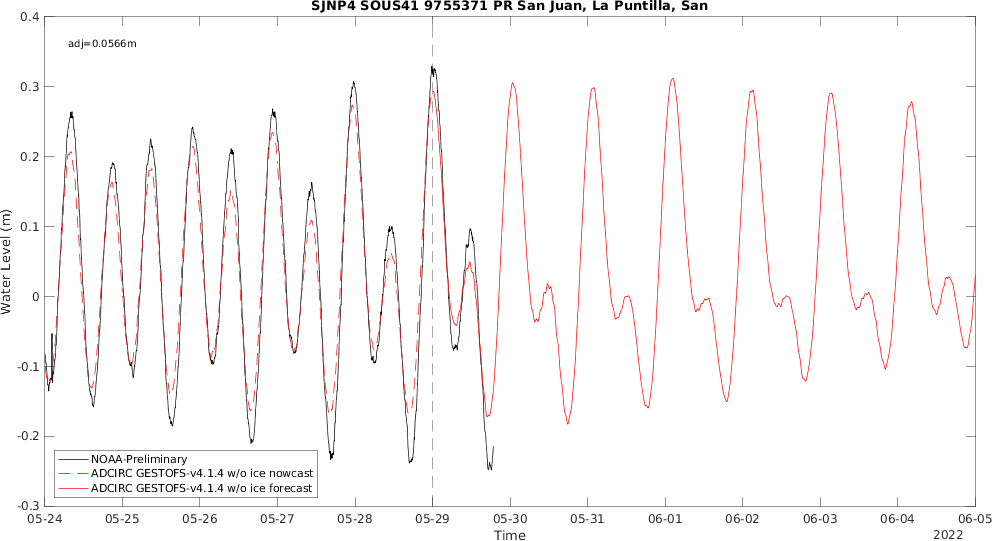 SJNP4 SOUS41 9755371 PR San Juan, La Puntilla, San
adj=0.0566m
0.4
0.3
0.2
0.1
0
-0.1
-0.2
-0.3
Water Level (m)
NOAA-Preliminary
ADCIRC GESTOFS-v4.1.4 w/o ice nowcast
ADCIRC GESTOFS-v4.1.4 w/o ice forecast
05-24 05-25 05-26 05-27 05-28 05-29 05-30 05-31 06-01 06-02 06-03 06-04 06-05
Time
2022